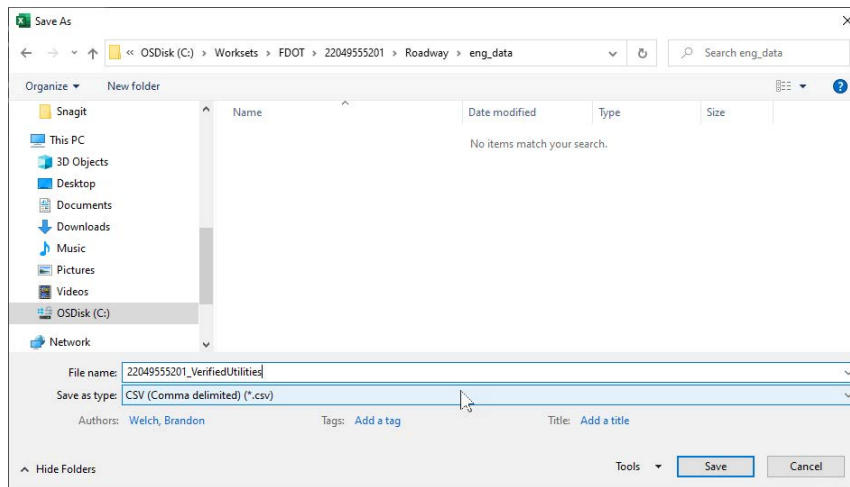 Save As
« OSDisk (C:) › Worksets › FDOT › 22049555201 › Roadway › eng_data
Search eng_data
Organize New folder
Name Date modified Type Size
No items match your search.
Snagit
This PC
3D Objects
Desktop
Documents
Downloads
Music
Pictures
Videos
OSDisk (C:)
Network
File name: 22049555201_VerifiedUtilities
Save as type: CSV (Comma delimited) (*.csv)
Authors: Welch, Brandon Tags: Add a tag Title: Add a title
Hide Folders Tools Save Cancel